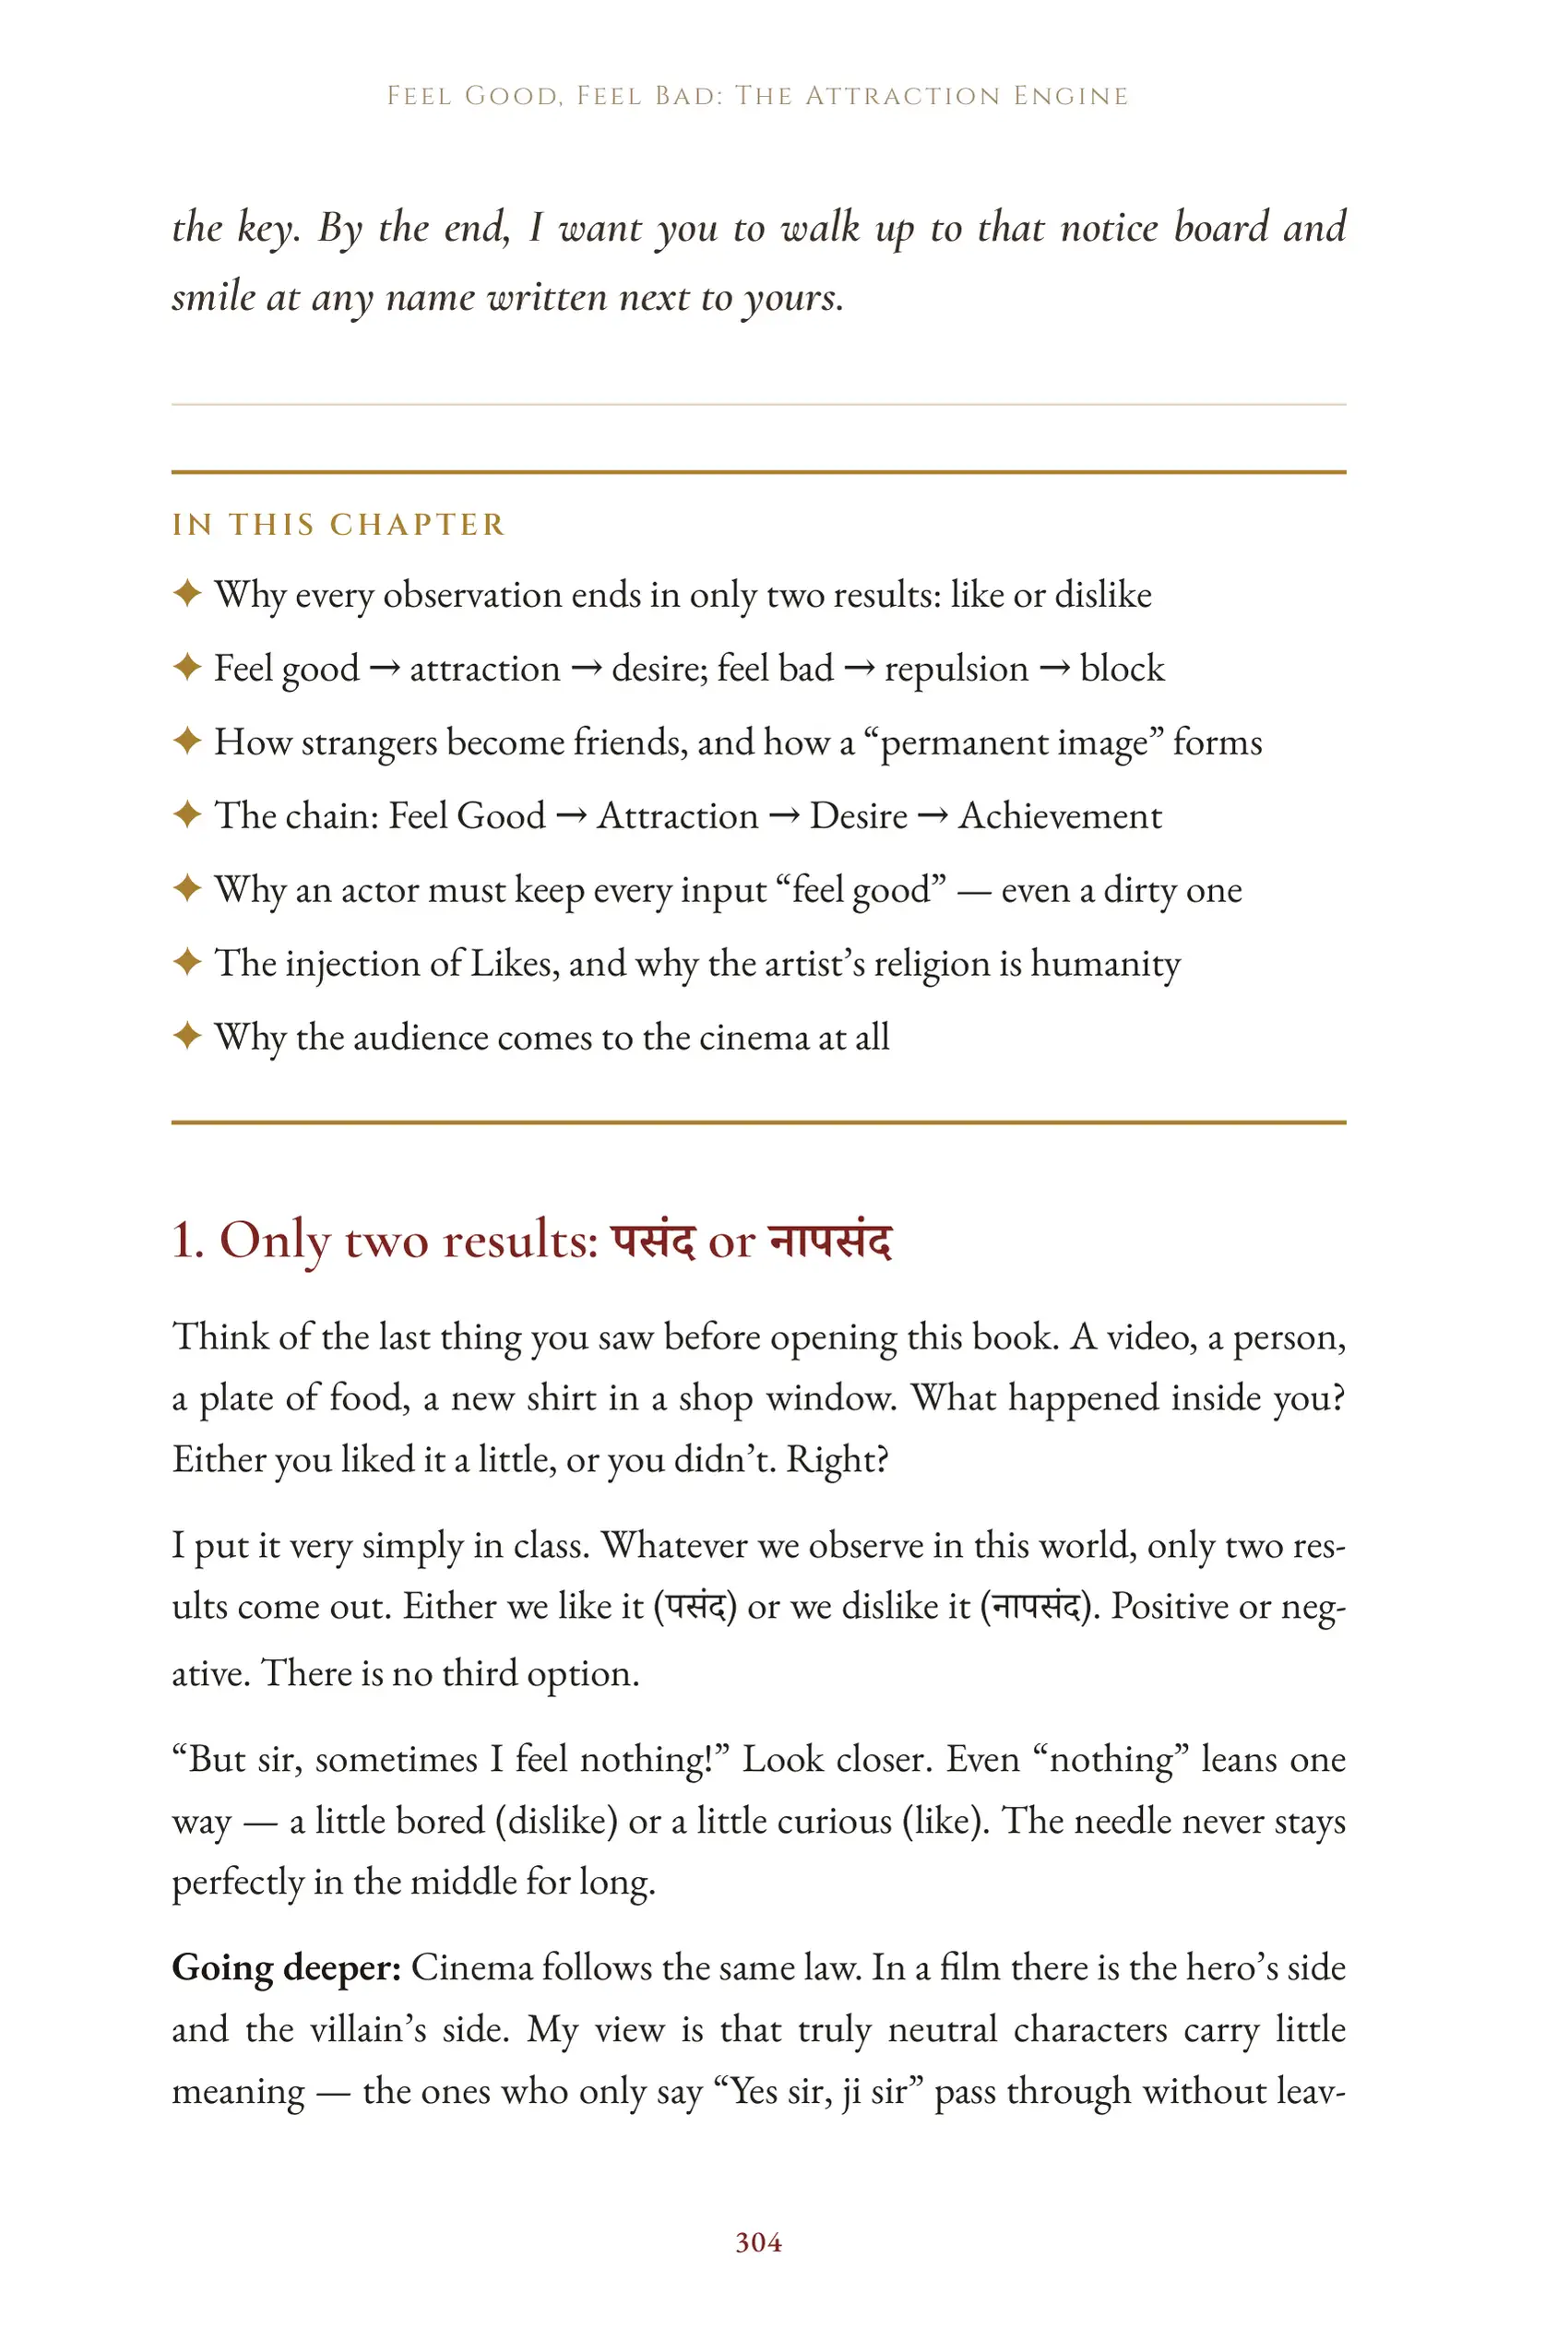 FEEL GOOD, FEEL BAD: THE ATTRACTION ENGINE
the key. By the end, I want you to walk up to that notice board and
smile at any name written next to yours.
IN THIS CHAPTER
✦ Why every observation ends in only two results: like or dislike
✦ Feel good → attraction → desire; feel bad → repulsion → block
✦ How strangers become friends, and how a “permanent image” forms
✦ The chain: Feel Good → Attraction → Desire → Achievement
✦ Why an actor must keep every input “feel good” — even a dirty one
✦ The injection of Likes, and why the artist’s religion is humanity
✦ Why the audience comes to the cinema at all
1. Only two results: पसंद or नापसंद
Think of the last thing you saw before opening this book. A video, a person,
a plate of food, a new shirt in a shop window. What happened inside you?
Either you liked it a little, or you didn’t. Right?
I put it very simply in class. Whatever we observe in this world, only two res-
ults come out. Either we like it (पसंद) or we dislike it (नापसंद). Positive or neg-
ative. There is no third option.
“But sir, sometimes I feel nothing!” Look closer. Even “nothing” leans one
way — a little bored (dislike) or a little curious (like). The needle never stays
perfectly in the middle for long.
Going deeper: Cinema follows the same law. In a film there is the hero’s side
and the villain’s side. My view is that truly neutral characters carry little
meaning — the ones who only say “Yes sir, ji sir” pass through without leav-
304